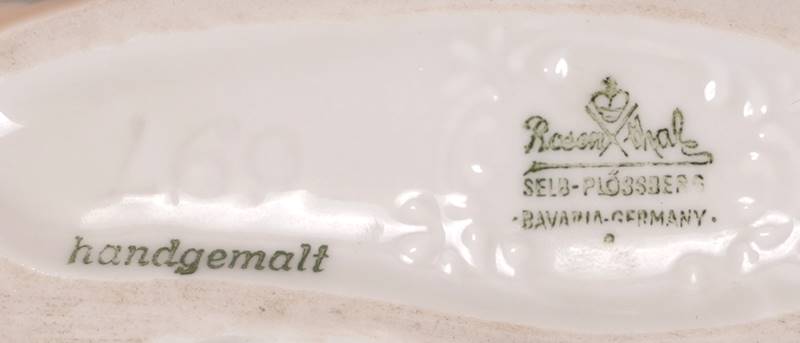 Rosenthal
SELB-PLÖSSBERG
·BAVARIA-GERMANY·
handgemalt